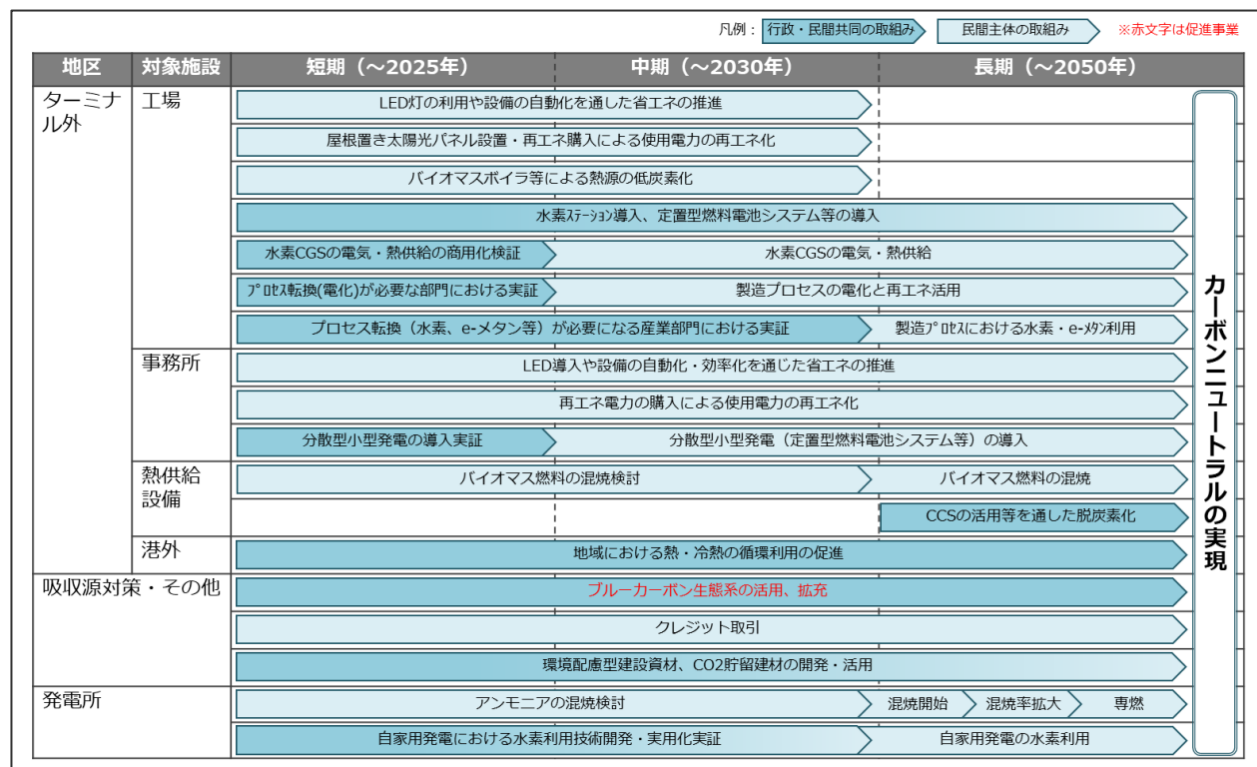 凡例：
行政・民間共同の取組み
民間主体の取組み
※赤文字は促進事業
地区
対象施設
短期（～2025年）
中期（～2030年）
長期（～2050年）
ターミナ
ル外
工場
LED灯の利用や設備の自動化を通した省エネの推進
屋根置き太陽光パネル設置・再エネ購入による使用電力の再エネ化
バイオマスボイラ等による熱源の低炭素化
水素ｽﾃｰｼｮﾝ導入、定置型燃料電池システム等の導入
水素CGSの電気・熱供給の商用化検証
水素CGSの電気・熱供給
ﾌﾟﾛｾｽ転換(電化)が必要な部門における実証
製造プロセスの電化と再エネ活用
プロセス転換（水素、e-メタン等）が必要になる産業部門における実証
製造ﾌﾟﾛｾｽにおける水素・e-ﾒﾀﾝ利用
事務所
LED導入や設備の自動化・効率化を通じた省エネの推進
再エネ電力の購入による使用電力の再エネ化
分散型小型発電の導入実証
分散型小型発電（定置型燃料電池システム等）の導入
熱供給
設備
バイオマス燃料の混焼検討
バイオマス燃料の混焼
CCSの活用等を通した脱炭素化
港外
地域における熱・冷熱の循環利用の促進
吸収源対策・その他
ブルーカーボン生態系の活用、拡充
クレジット取引
環境配慮型建設資材、CO2貯留建材の開発・活用
発電所
アンモニアの混焼検討
混焼開始
混焼率拡大
専燃
自家用発電における水素利用技術開発・実用化実証
自家用発電の水素利用
カーボンニュートラルの実現